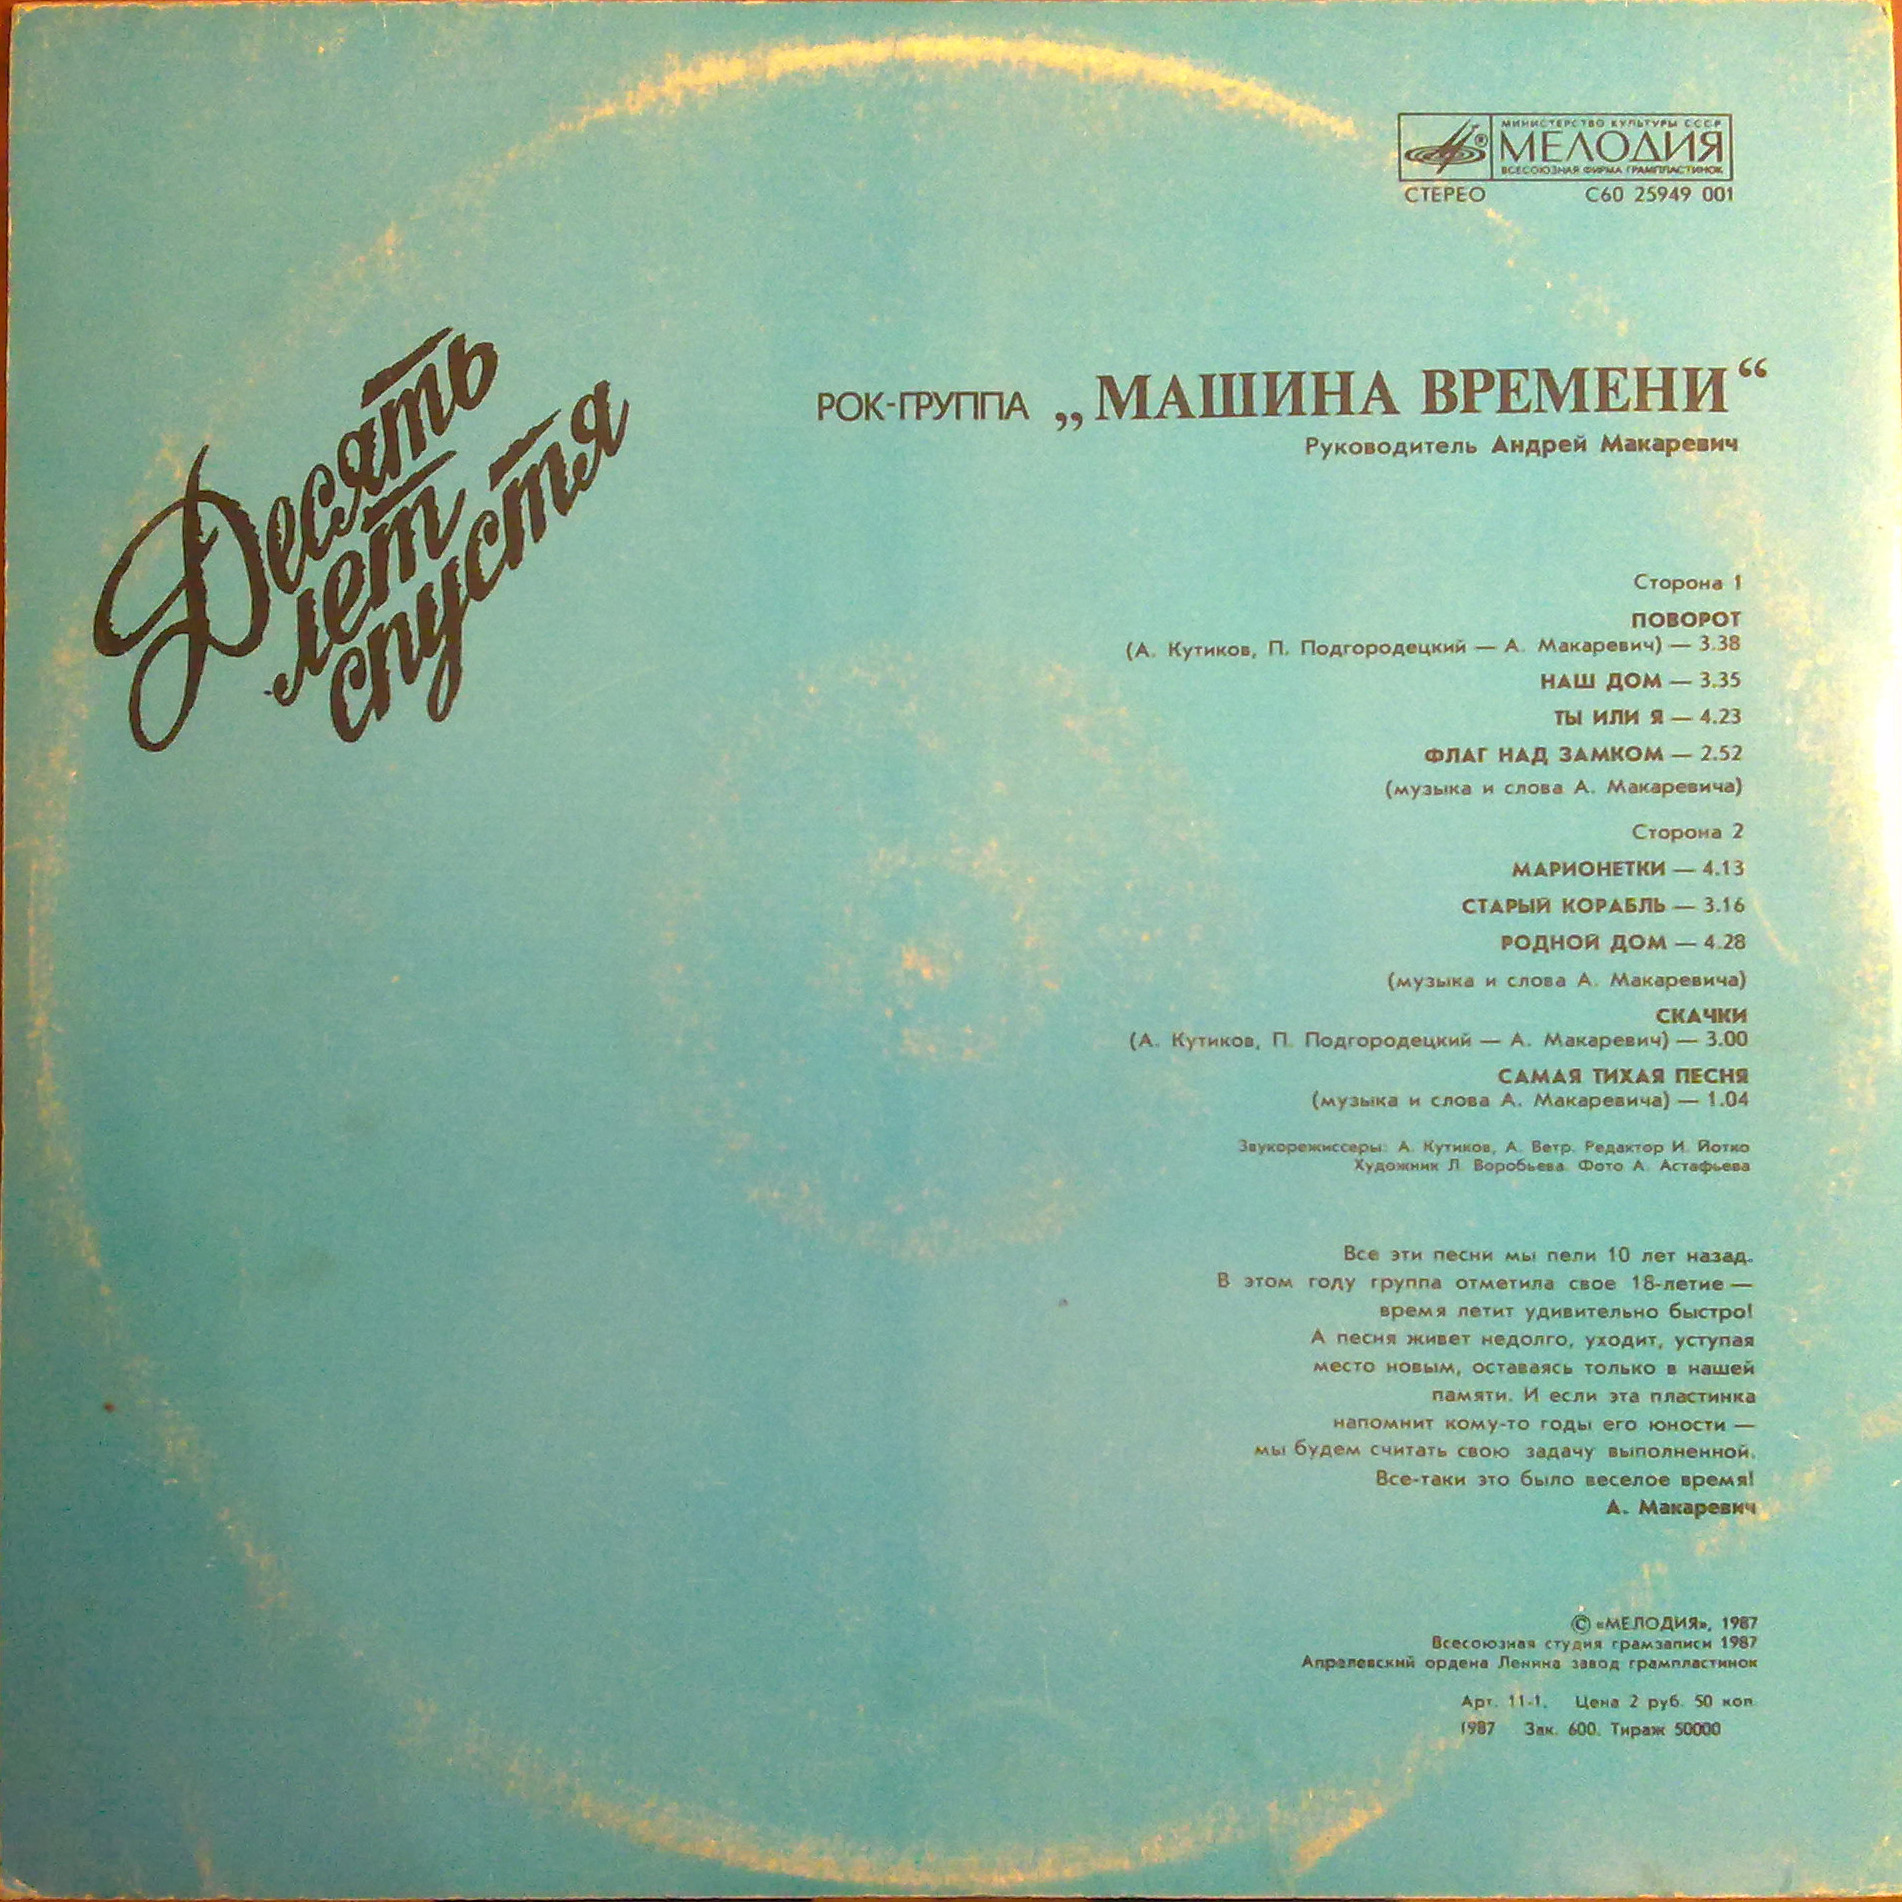 МИНИСТЕРСТВО КУЛЬТУРЫ СССР
МЕЛОДИЯ
ВСЕСОЮЗНАЯ ФИРМА ГРАМПЛАСТИНОК
СТЕРЕО С60 25949 001
Десять
лет
спустя
РОК-ГРУППА „МАШИНА ВРЕМЕНИ“
Руководитель Андрей Макаревич
Сторона 1
ПОВОРОТ
(А. Кутиков, П. Подгородецкий — А. Макаревич) — 3.38
НАШ ДОМ — 3.35
ТЫ ИЛИ Я — 4.23
ФЛАГ НАД ЗАМКОМ — 2.52
(музыка и слова А. Макаревича)
Сторона 2
МАРИОНЕТКИ — 4.13
СТАРЫЙ КОРАБЛЬ — 3.16
РОДНОЙ ДОМ — 4.28
(музыка и слова А. Макаревича)
СКАЧКИ
(А. Кутиков, П. Подгородецкий — А. Макаревич) — 3.00
САМАЯ ТИХАЯ ПЕСНЯ
(музыка и слова А. Макаревича) — 1.04
Звукорежиссеры: А. Кутиков, А. Ветр. Редактор И. Йотко
Художник Л. Воробьева. Фото А. Астафьева
Все эти песни мы пели 10 лет назад.
В этом году группа отметила свое 18-летие —
время летит удивительно быстро!
А песня живет недолго, уходит, уступая
место новым, оставаясь только в нашей
памяти. И если эта пластинка
напомнит кому-то годы его юности —
мы будем считать свою задачу выполненной.
Все-таки это было веселое время!
А. Макаревич
© «МЕЛОДИЯ», 1987
Всесоюзная студия грамзаписи 1987
Апрелевский ордена Ленина завод грампластинок
Арт. 11-1. Цена 2 руб. 50 коп.
1987 Зак. 600. Тираж 50000